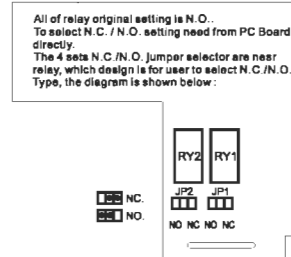 All of relay original setting is N.O..
To select N.C. / N.O. setting need from PC Board
directly.
The 4 sets N.C./N.O. jumper selector are near
relay, which design is for user to select N.C./N.O.
Type, the diagram is shown below :
RY2 RY1
JP2 JP1
NC.
NO.
NO NC NO NC